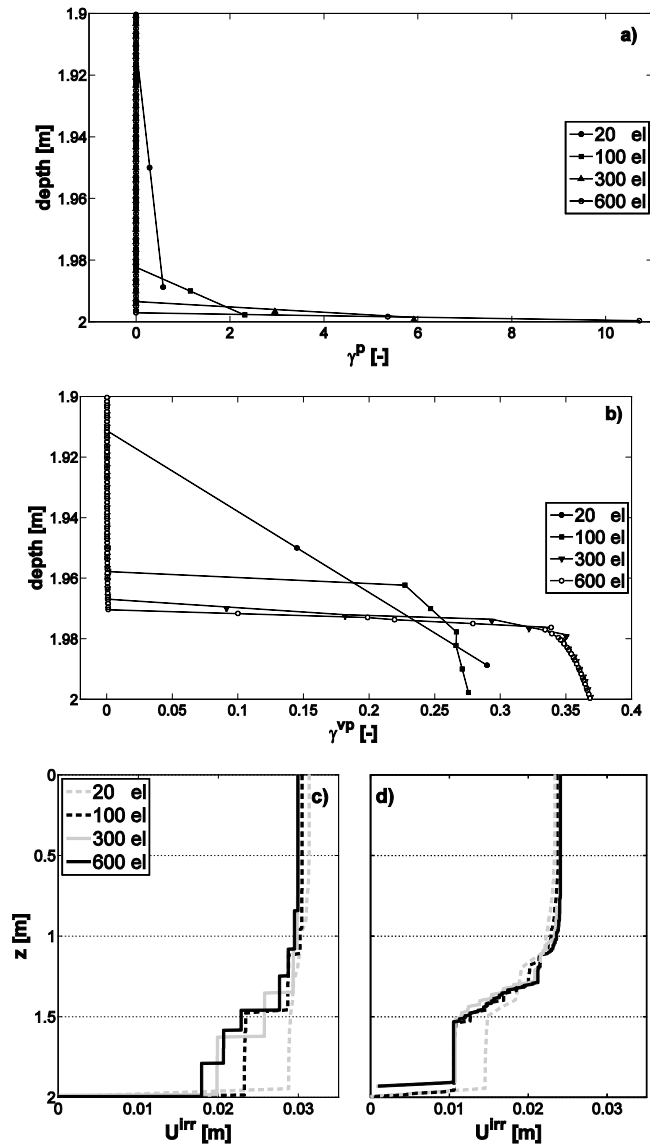 a)
1.9
1.92
1.94
1.96
1.98
2
depth [m]
20 el
100 el
300 el
600 el
0 2 4 6 8 10
γᵖ [-]
b)
1.9
1.92
1.94
1.96
1.98
2
depth [m]
20 el
100 el
300 el
600 el
0 0.05 0.1 0.15 0.2 0.25 0.3 0.35 0.4
γᵛᵖ [-]
c)
20 el
100 el
300 el
600 el
0
0.5
1
1.5
2
z [m]
0 0.01 0.02 0.03
Uⁱʳʳ [m]
d)
0 0.01 0.02 0.03
Uⁱʳʳ [m]